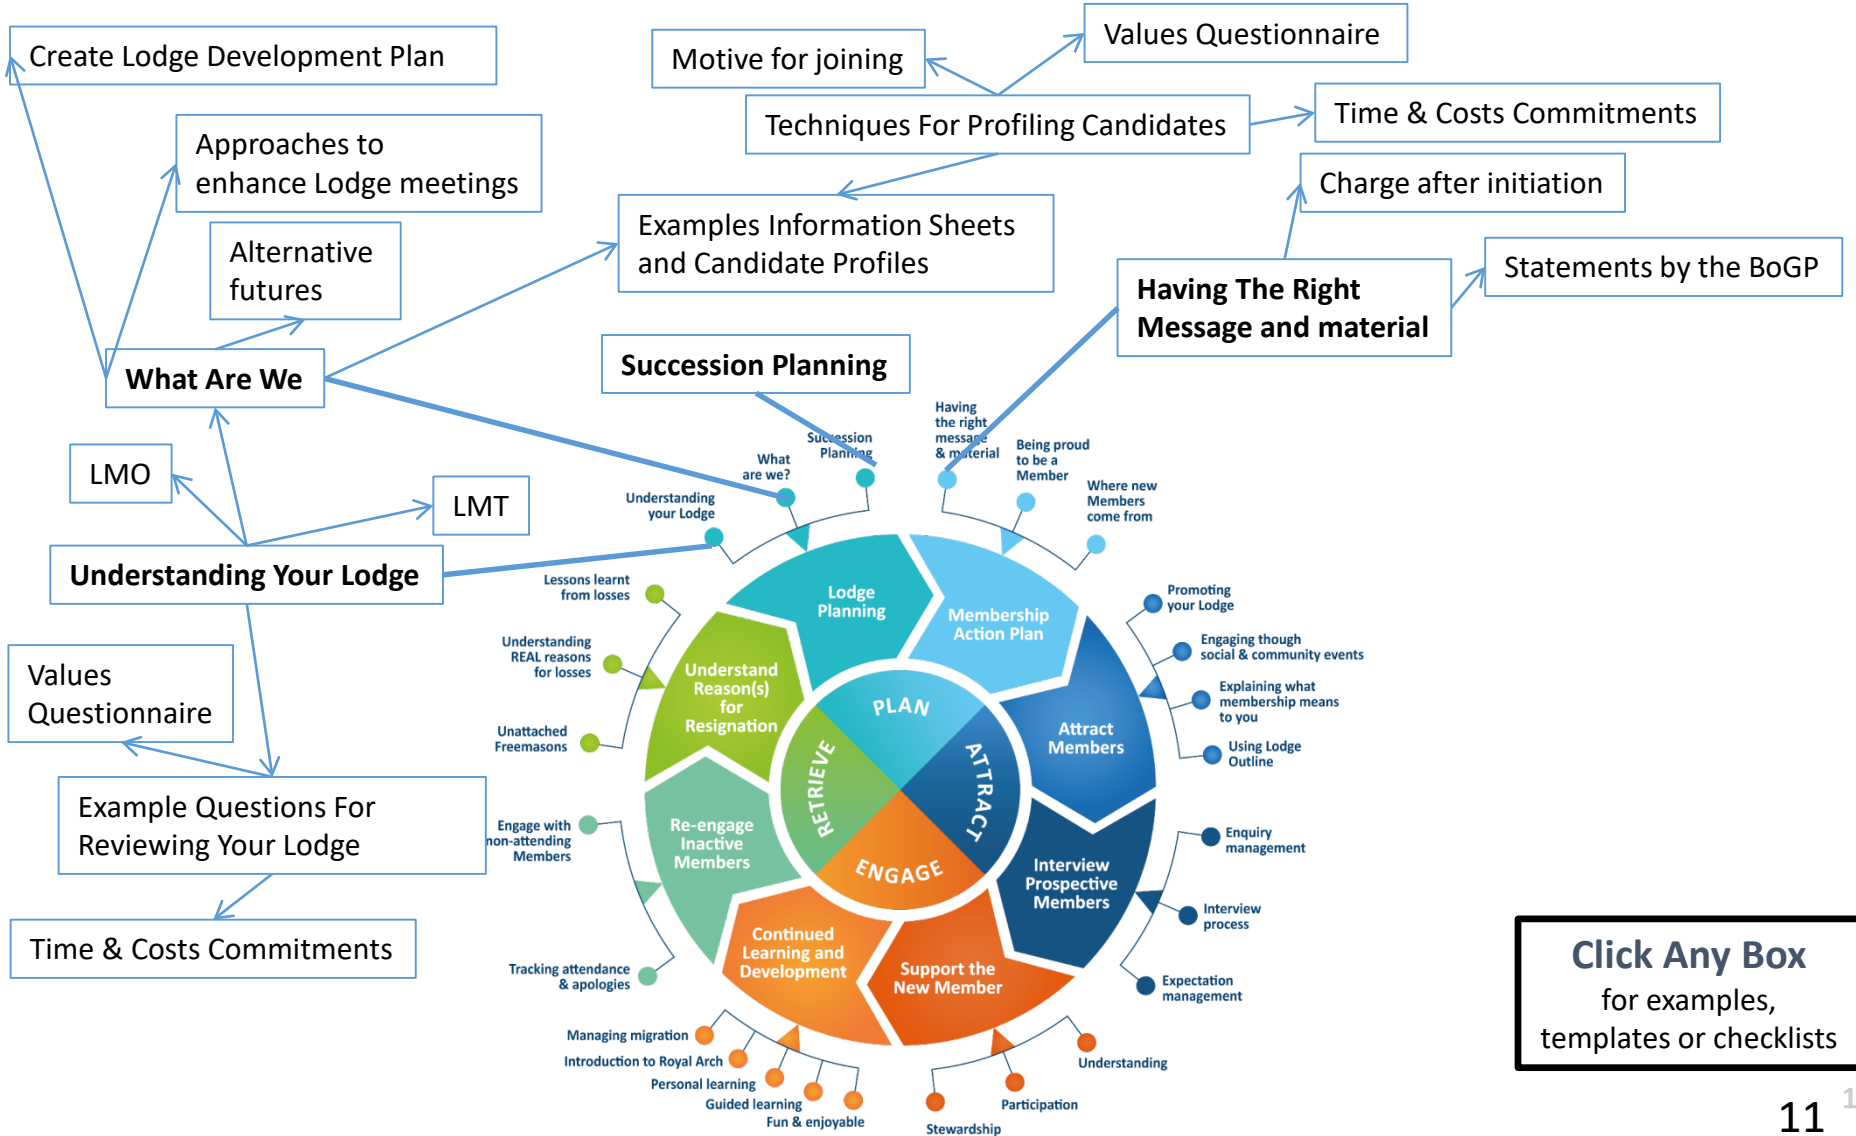 Create Lodge Development Plan
Motive for joining
Values Questionnaire
Techniques For Profiling Candidates
Time & Costs Commitments
Approaches to
enhance Lodge meetings
Charge after initiation
Examples Information Sheets
and Candidate Profiles
Alternative
futures
Having The Right
Message and material
Statements by the BoGP
What Are We
Succession Planning
LMO
LMT
Understanding Your Lodge
Values
Questionnaire
Example Questions For
Reviewing Your Lodge
Time & Costs Commitments
Understanding
your Lodge
What
are we?
Succession
Planning
Having
the right
message
& material
Being proud
to be a
Member
Where new
Members
come from
Promoting
your Lodge
Engaging though
social & community events
Explaining what
membership means
to you
Using Lodge
Outline
Enquiry
management
Interview
process
Expectation
management
Understanding
Participation
Stewardship
Fun & enjoyable
Guided learning
Personal learning
Introduction to Royal Arch
Managing migration
Tracking attendance
& apologies
Engage with
non-attending
Members
Unattached
Freemasons
Understanding
REAL reasons
for losses
Lessons learnt
from losses
Lodge
Planning
Membership
Action Plan
Attract
Members
Interview
Prospective
Members
Support the
New Member
Continued
Learning and
Development
Re-engage
Inactive
Members
Understand
Reason(s)
for
Resignation
PLAN
ATTRACT
ENGAGE
RETRIEVE
Click Any Box
for examples,
templates or checklists
11
1